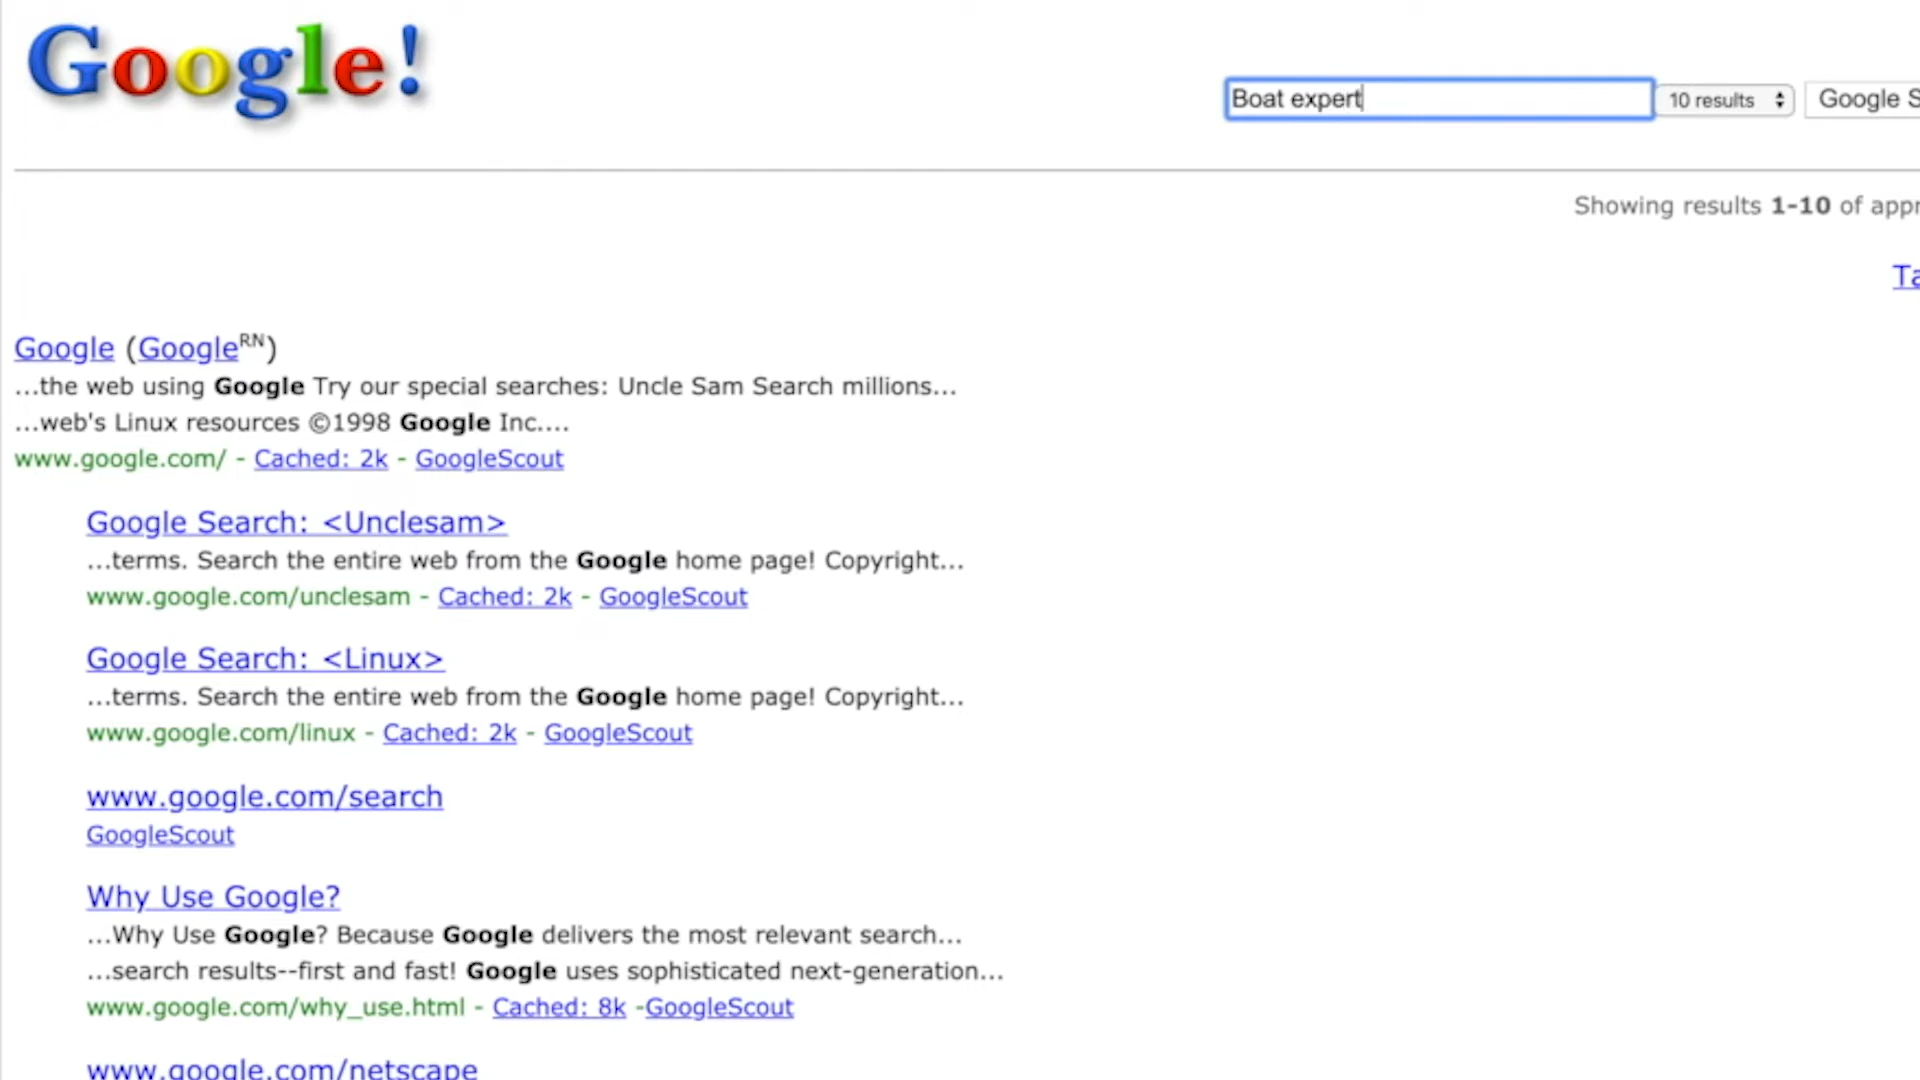 Google!
Boat expert
10 results
Google S
Showing results 1-10 of appr
Ta
Google (GoogleRN)
...the web using Google Try our special searches: Uncle Sam Search millions...
...web's Linux resources ©1998 Google Inc....
www.google.com/ - Cached: 2k - GoogleScout
Google Search: <Unclesam>
...terms. Search the entire web from the Google home page! Copyright...
www.google.com/unclesam - Cached: 2k - GoogleScout
Google Search: <Linux>
...terms. Search the entire web from the Google home page! Copyright...
www.google.com/linux - Cached: 2k - GoogleScout
www.google.com/search
GoogleScout
Why Use Google?
...Why Use Google? Because Google delivers the most relevant search...
...search results--first and fast! Google uses sophisticated next-generation...
www.google.com/why_use.html - Cached: 8k -GoogleScout
www.google.com/netscape